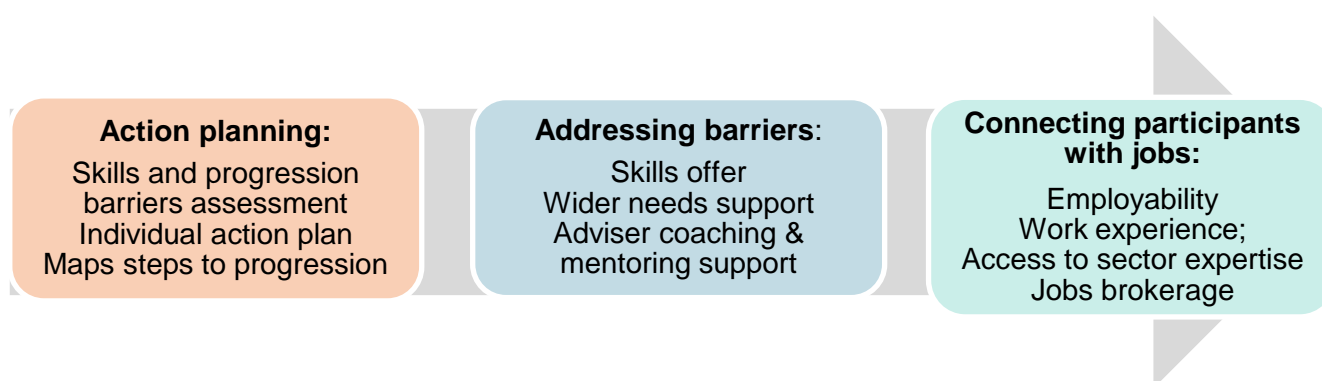 Action planning:
Skills and progression
barriers assessment
Individual action plan
Maps steps to progression
Addressing barriers:
Skills offer
Wider needs support
Adviser coaching &
mentoring support
Connecting participants
with jobs:
Employability
Work experience;
Access to sector expertise
Jobs brokerage